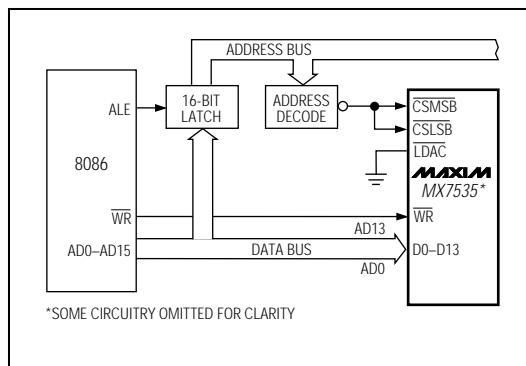 ADDRESS BUS
ALE
16-BIT
LATCH
ADDRESS
DECODE
CSMSB
CSLSB
LDAC
MAXIM
MX7535*
8086
WR
AD13
WR
AD0–AD15
DATA BUS
D0–D13
AD0
*SOME CIRCUITRY OMITTED FOR CLARITY